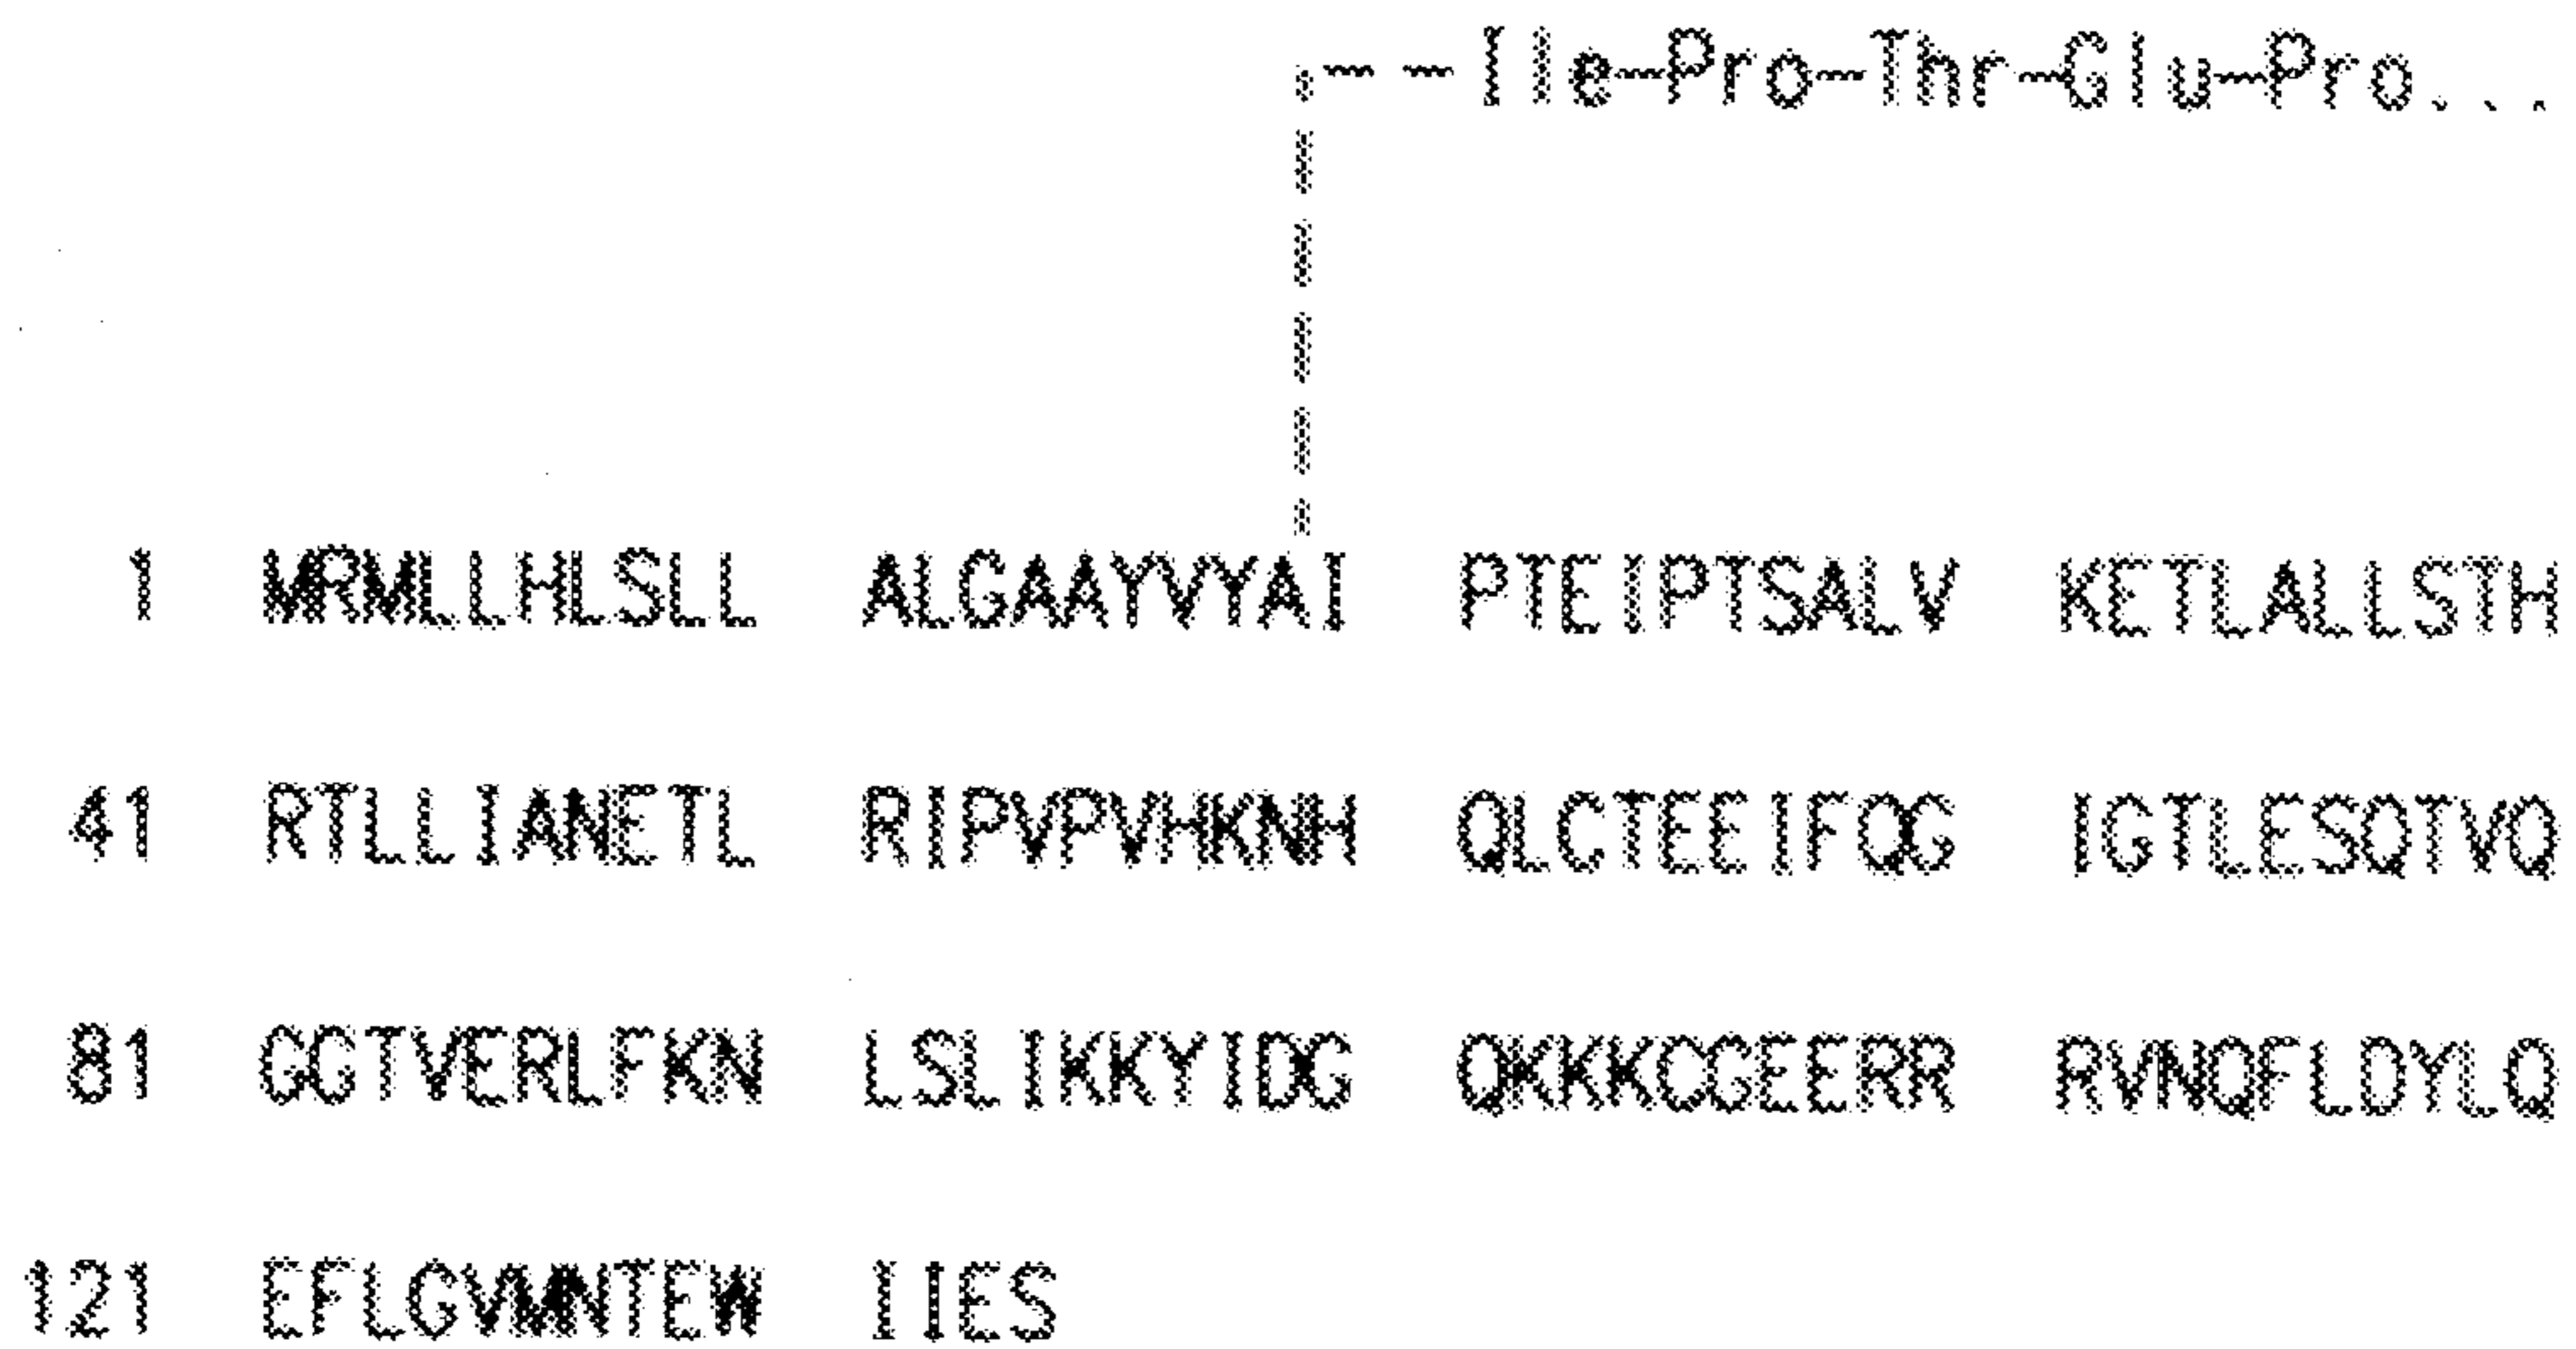 Ile-Pro-Thr-Glu-Pro...
1 MRMLLHLSLL ALGAAYVYAI PTEIPTSALV KETLALLSTH
41 RTLLIANETL RIPVPVHKNH QLCTEEIFQG IGTLESQTVQ
81 GGTVERLFKN LSLIKKYIDG QKKKCGEERR RVNQFLDYLQ
121 EFLGVMNTEW IIES